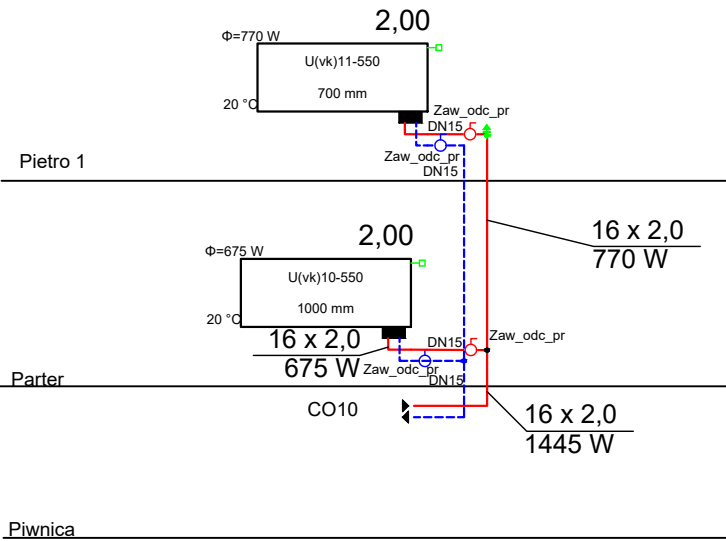 2,00
Φ=770 W
U(vk)11-550
700 mm
20 °C
Zaw_odc_pr
DN15
Zaw_odc_pr
DN15
Pietro 1
16 x 2,0
770 W
2,00
Φ=675 W
U(vk)10-550
1000 mm
20 °C
16 x 2,0
675 W
DN15
Zaw_odc_pr
Zaw_odc_pr
DN15
Parter
CO10
16 x 2,0
1445 W
Piwnica